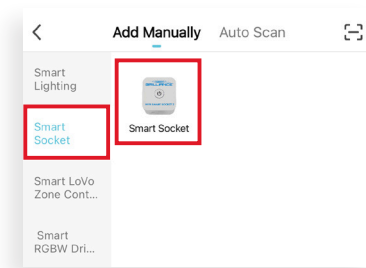 Add Manually Auto Scan
Smart
Lighting
Smart
Socket
Smart Socket
Smart LoVo
Zone Cont...
Smart
RGBW Dri...